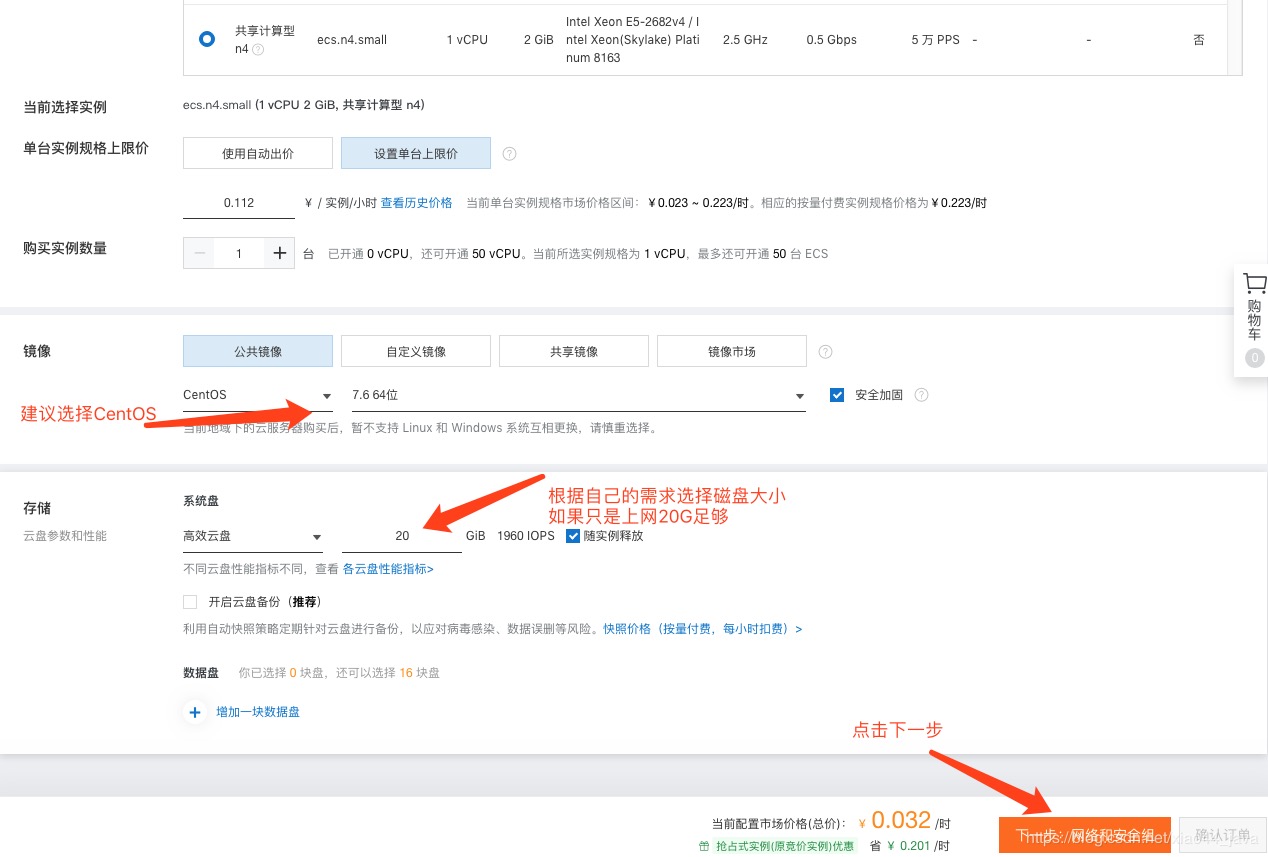 共享计算型 n4 ecs.n4.small 1 vCPU 2 GiB Intel Xeon E5-2682v4 / Intel Xeon(Skylake) Platinum 8163 2.5 GHz 0.5 Gbps 5 万 PPS - - 否
当前选择实例 ecs.n4.small (1 vCPU 2 GiB, 共享计算型 n4)
单台实例规格上限价 使用自动出价 设置单台上限价 ?
0.112 ¥ / 实例/小时 查看历史价格 当前单台实例规格市场价格区间：¥ 0.023 ~ 0.223/时。相应的按量付费实例规格价格为 ¥ 0.223/时
购买实例数量 1 台 已开通 0 vCPU，还可开通 50 vCPU。当前所选实例规格为 1 vCPU，最多还可开通 50 台 ECS
购物车
0
镜像 公共镜像 自定义镜像 共享镜像 镜像市场 ?
CentOS 7.6 64位 安全加固 ?
建议选择CentOS
当前地域下的云服务器购买后，暂不支持 Linux 和 Windows 系统互相更换，请慎重选择。
存储 系统盘
根据自己的需求选择磁盘大小
如果只是上网20G足够
云盘参数和性能 高效云盘 20 GiB 1960 IOPS 随实例释放
不同云盘性能指标不同，查看 各云盘性能指标>
开启云盘备份（推荐）
利用自动快照策略定期针对云盘进行备份，以应对病毒感染、数据误删等风险。快照价格（按量付费，每小时扣费）>
数据盘 你已选择 0 块盘，还可以选择 16 块盘
+ 增加一块数据盘
点击下一步
当前配置市场价格(总价)： ¥ 0.032 /时
抢占式实例(原竞价实例)优惠 省 ¥ 0.201 /时
下一步：网络和安全组 确认订单